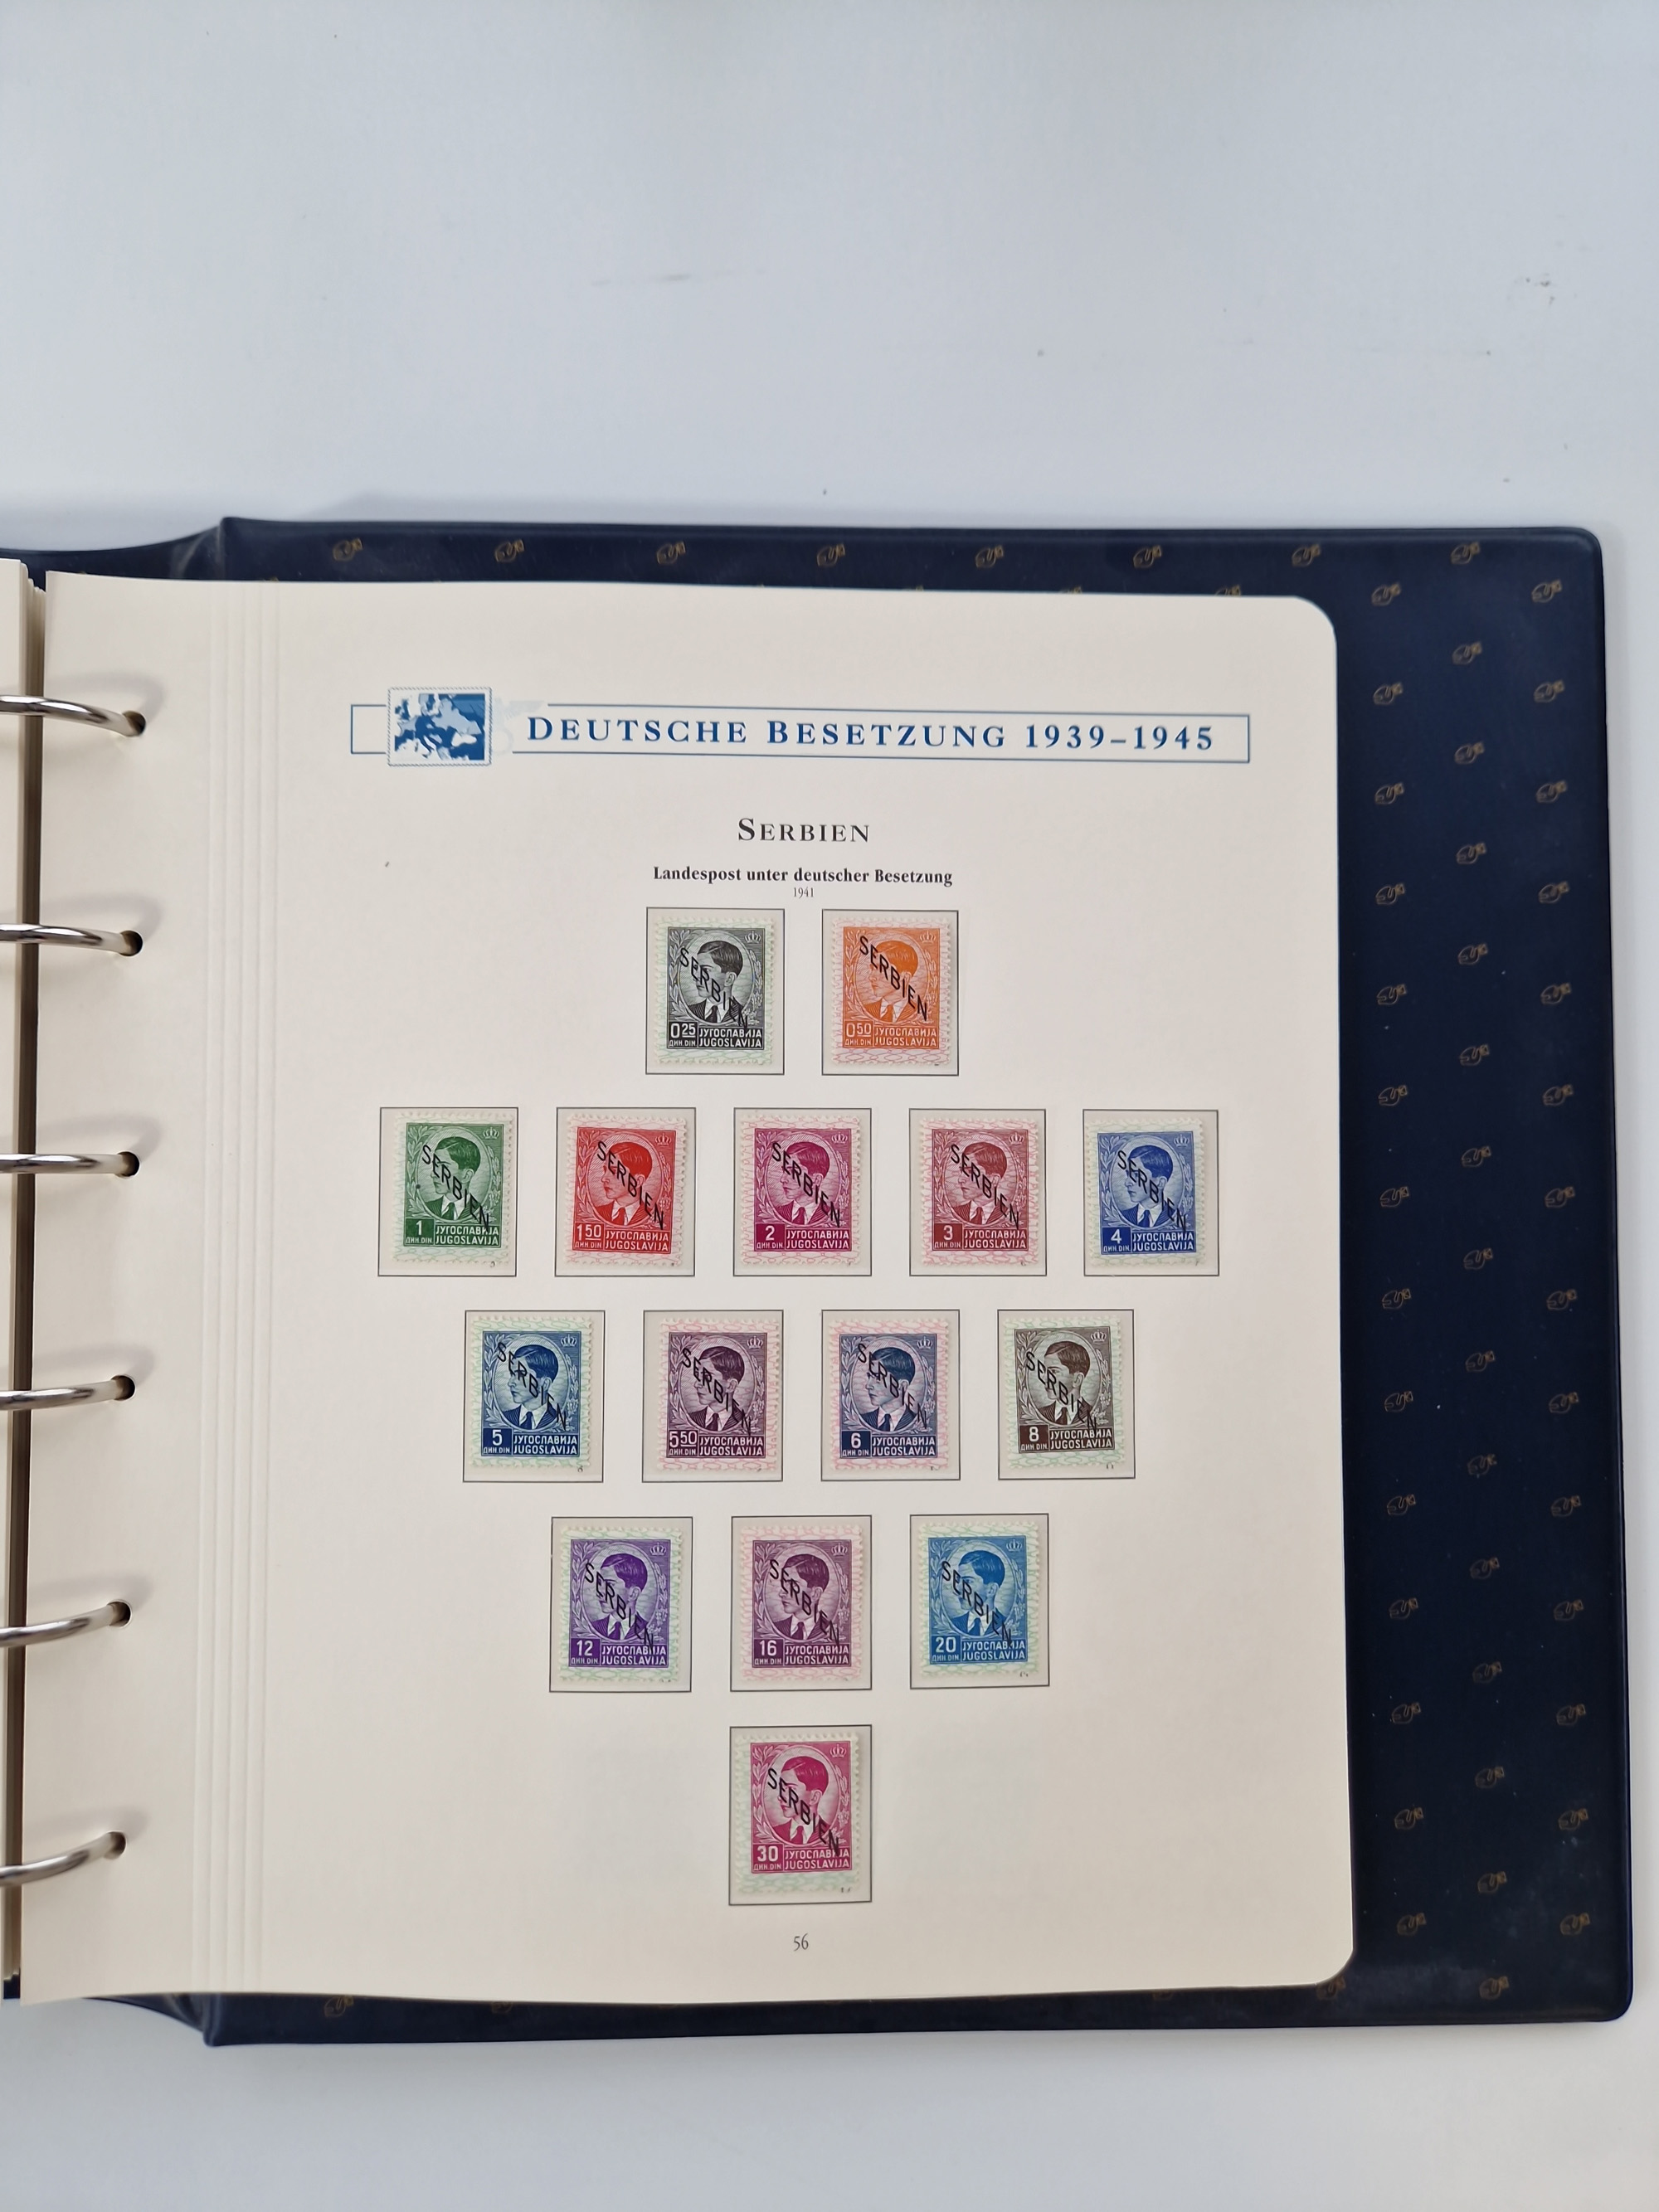 DEUTSCHE BESETZUNG 1939–1945
SERBIEN
Landespost unter deutscher Besetzung
1941
SERBIEN
0.25 ЈУГОСЛАВИЈА
ДИН. DIN JUGOSLAVIJA
SERBIEN
0.50 ЈУГОСЛАВИЈА
ДИН. DIN JUGOSLAVIJA
SERBIEN
1 ЈУГОСЛАВИЈА
ДИН. DIN JUGOSLAVIJA
SERBIEN
1.50 ЈУГОСЛАВИЈА
ДИН. DIN JUGOSLAVIJA
SERBIEN
2 ЈУГОСЛАВИЈА
ДИН. DIN JUGOSLAVIJA
SERBIEN
3 ЈУГОСЛАВИЈА
ДИН. DIN JUGOSLAVIJA
SERBIEN
4 ЈУГОСЛАВИЈА
ДИН. DIN JUGOSLAVIJA
SERBIEN
5 ЈУГОСЛАВИЈА
ДИН. DIN JUGOSLAVIJA
SERBIEN
5.50 ЈУГОСЛАВИЈА
ДИН. DIN JUGOSLAVIJA
SERBIEN
6 ЈУГОСЛАВИЈА
ДИН. DIN JUGOSLAVIJA
SERBIEN
8 ЈУГОСЛАВИЈА
ДИН. DIN JUGOSLAVIJA
SERBIEN
12 ЈУГОСЛАВИЈА
ДИН. DIN JUGOSLAVIJA
SERBIEN
16 ЈУГОСЛАВИЈА
ДИН. DIN JUGOSLAVIJA
SERBIEN
20 ЈУГОСЛАВИЈА
ДИН. DIN JUGOSLAVIJA
SERBIEN
30 ЈУГОСЛАВИЈА
ДИН. DIN JUGOSLAVIJA
56